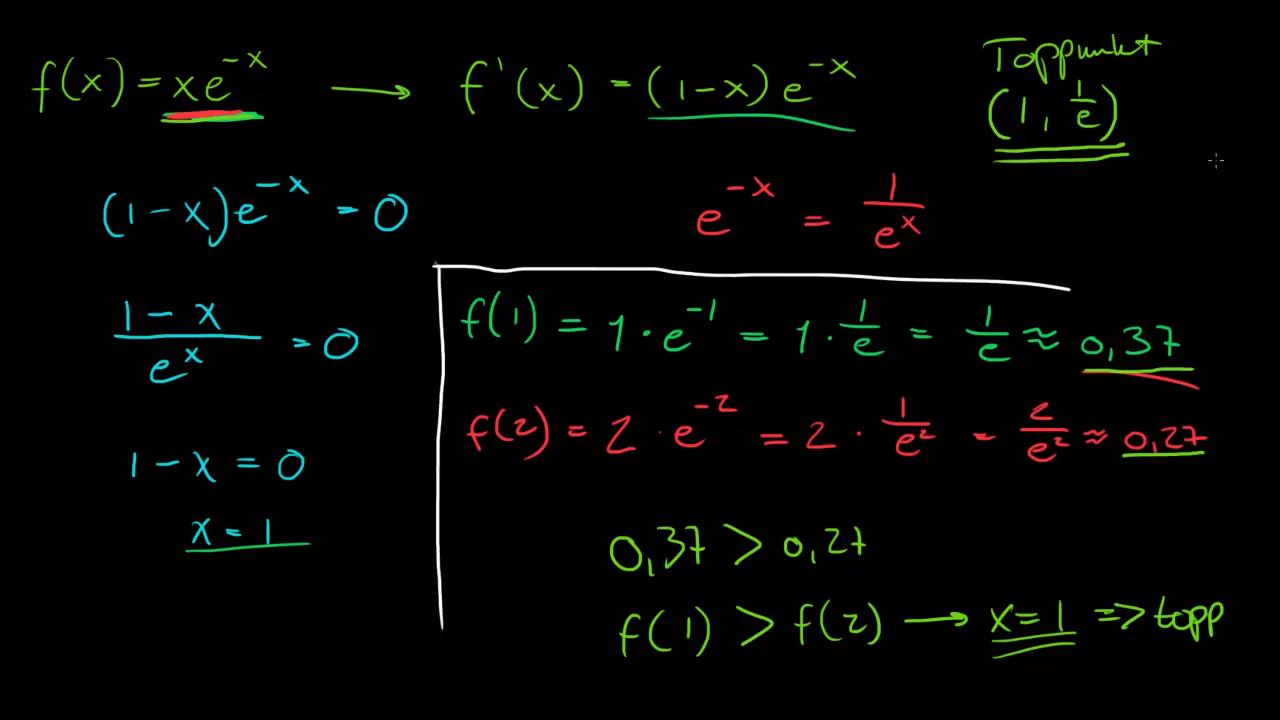 f(x) = xe^{-x} → f'(x) = (1-x)e^{-x}
Toppunkt
(1, 1/e)
(1-x)e^{-x} = 0
e^{-x} = 1/e^x
(1-x)/e^x = 0
1-x = 0
x = 1
f(1) = 1 · e^{-1} = 1 · 1/e = 1/e ≈ 0,37
f(2) = 2 · e^{-2} = 2 · 1/e^2 = 2/e^2 ≈ 0,27
0,37 > 0,27
f(1) > f(2) → x=1 => topp